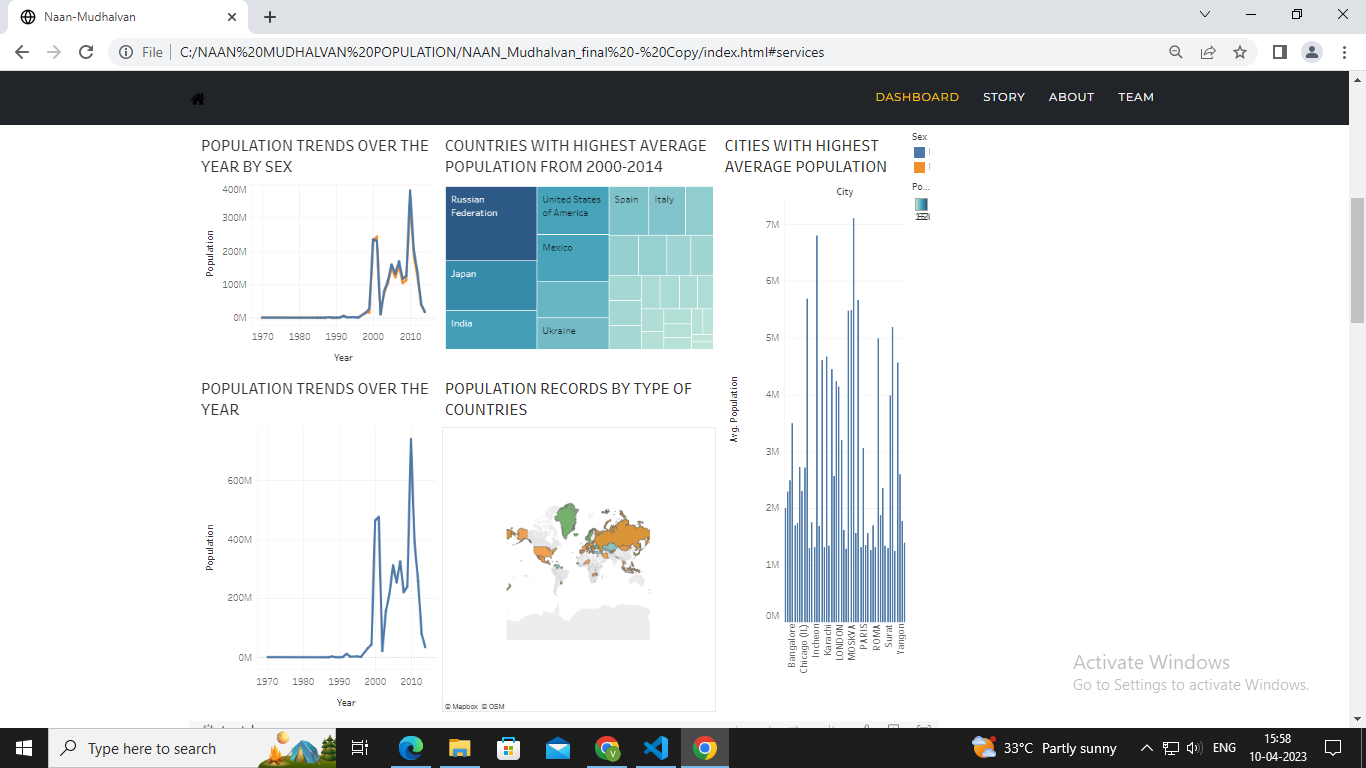 Naan-Mudhalvan
File
C:/NAAN%20MUDHALVAN%20POPULATION/NAAN_Mudhalvan_final%20-%20Copy/index.html#services
DASHBOARD
STORY
ABOUT
TEAM
POPULATION TRENDS OVER THE
YEAR BY SEX
400M
300M
200M
100M
0M
Population
1970
1980
1990
2000
2010
Year
COUNTRIES WITH HIGHEST AVERAGE
POPULATION FROM 2000-2014
Russian
Federation
Japan
India
United States
of America
Mexico
Ukraine
Spain
Italy
CITIES WITH HIGHEST
AVERAGE POPULATION
City
7M
6M
5M
4M
3M
2M
1M
0M
Avg. Population
Bangalore
Chicago (IL)
Incheon
Karachi
LONDON
MOSKVA
PARIS
ROMA
Surat
Yangon
Sex
Po...
POPULATION TRENDS OVER THE
YEAR
600M
400M
200M
0M
Population
1970
1980
1990
2000
2010
Year
POPULATION RECORDS BY TYPE OF
COUNTRIES
© Mapbox © OSM
Activate Windows
Go to Settings to activate Windows.
Type here to search
33°C Partly sunny
ENG
15:58
10-04-2023